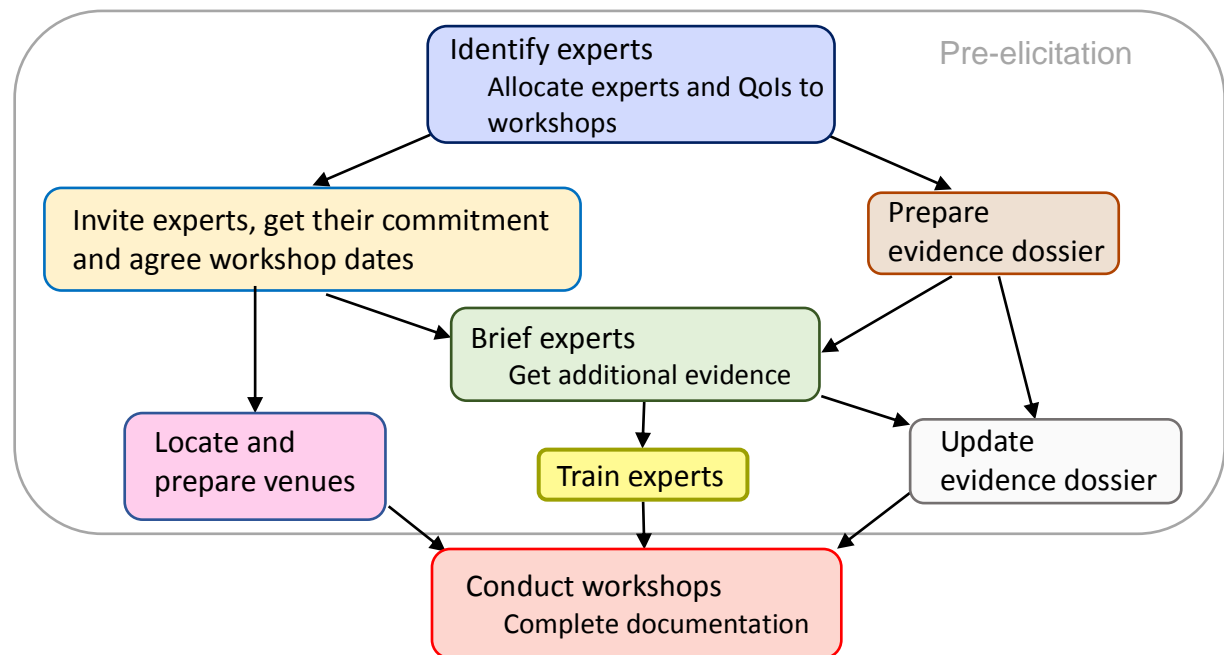 Pre-elicitation
Identify experts
Allocate experts and QoIs to
workshops
Invite experts, get their commitment
and agree workshop dates
Prepare
evidence dossier
Brief experts
Get additional evidence
Locate and
prepare venues
Train experts
Update
evidence dossier
Conduct workshops
Complete documentation